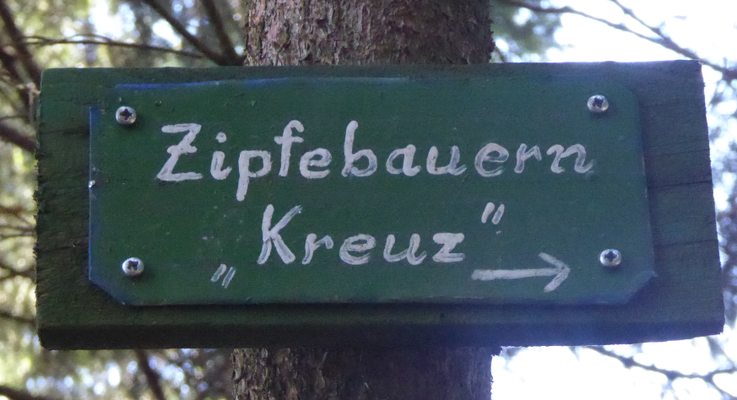 Zipfebauern
„Kreuz" →